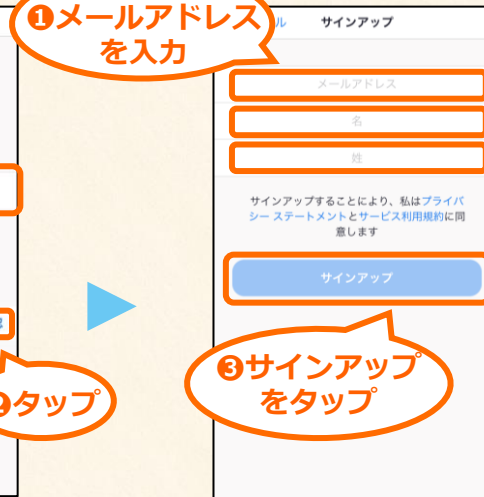 ❶メールアドレス
を入力
ル
サインアップ
メールアドレス
名
姓
サインアップすることにより、私はプライバ
シー ステートメントとサービス利用規約に同
意します
サインアップ
タップ
❸サインアップ
をタップ